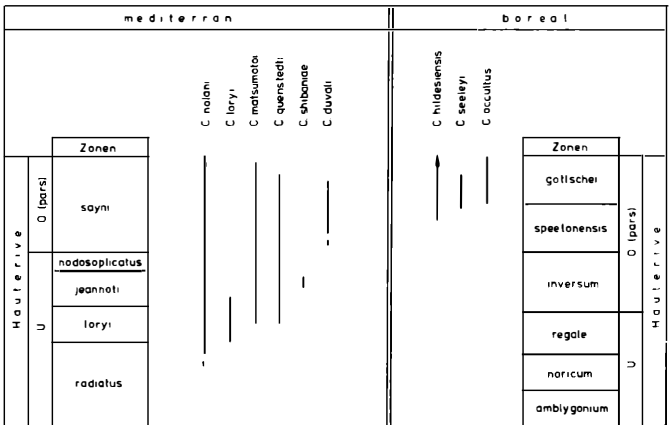 mediterran
boreal
C nolani
C loryi
C matsumotoi
C quenstedti
C shibaniae
C duvali
C hildesiensis
C seeleyi
C occultus
Zonen
Zonen
Hauterive
O (pars)
U
sayni
nodosoplicatus
jeannoti
loryi
radiatus
gottschei
speetonensis
inversum
regale
noricum
amblygonium
O (pars)
U
Hauterive